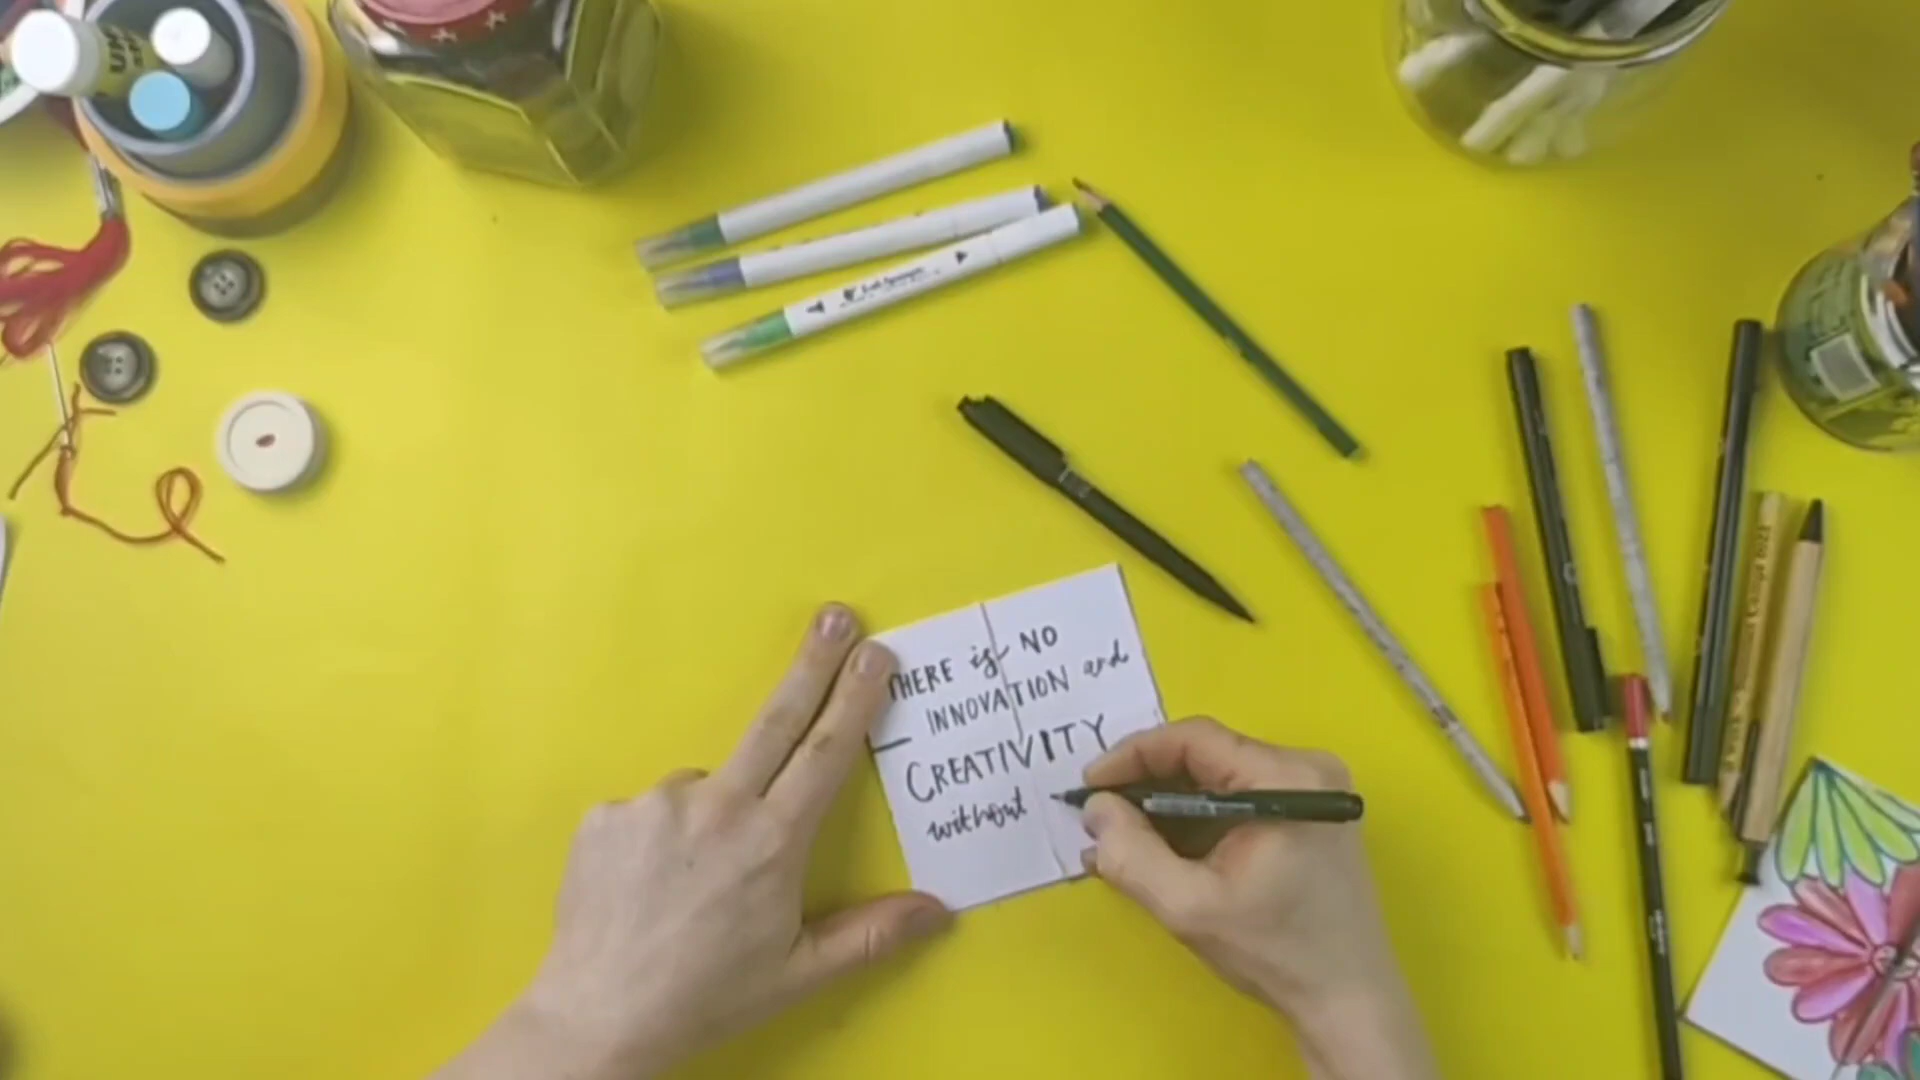 THERE is NO
INNOVATION and
CREATIVITY
without